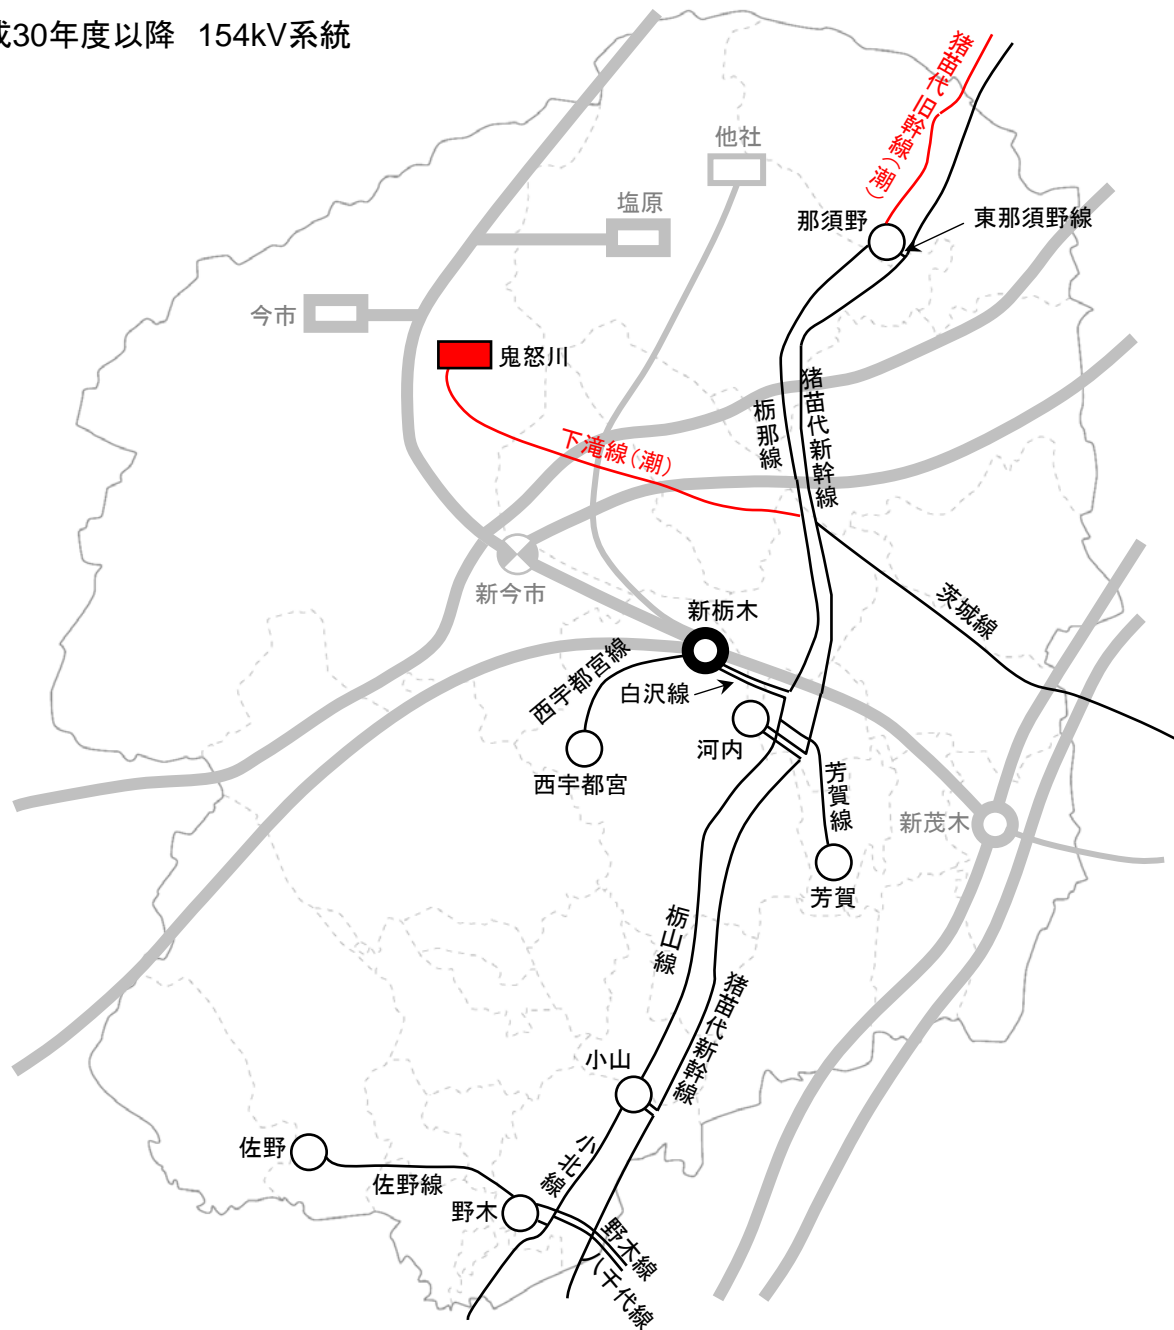 成30年度以降 154kV系統
猪苗代旧幹線(潮)
他社
塩原
那須野
東那須野線
今市
鬼怒川
猪苗代新幹線
栃那線
下滝線(潮)
新今市
茨城線
新栃木
西宇都宮線
白沢線
河内
西宇都宮
芳賀線
新茂木
芳賀
栃山線
猪苗代新幹線
小山
小北線
佐野
佐野線
野木
野木線
八千代線